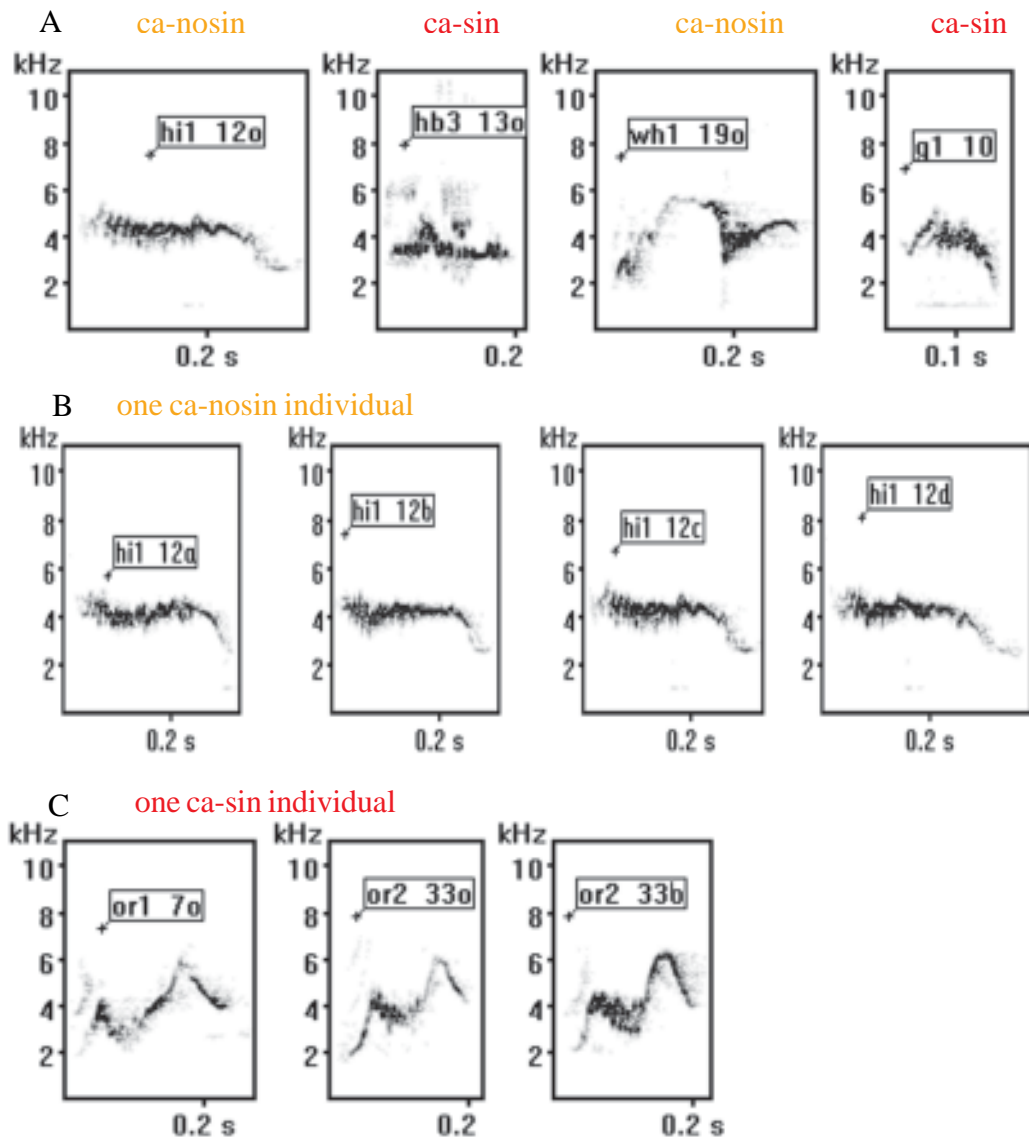 A ca-nosin ca-sin ca-nosin ca-sin
kHz kHz kHz kHz
10 10 10 10
hi1 12o hb3 13o wh1 19o g1 10
8 8 8 8
6 6 6 6
4 4 4 4
2 2 2 2
0.2 s 0.2 0.2 s 0.1 s
B one ca-nosin individual
kHz kHz kHz kHz
10 10 10 10
hi1 12a hi1 12b hi1 12c hi1 12d
8 8 8 8
6 6 6 6
4 4 4 4
2 2 2 2
0.2 s 0.2 s 0.2 s 0.2 s
C one ca-sin individual
kHz kHz kHz
10 10 10
or1 7o or2 33o or2 33b
8 8 8
6 6 6
4 4 4
2 2 2
0.2 s 0.2 0.2 s